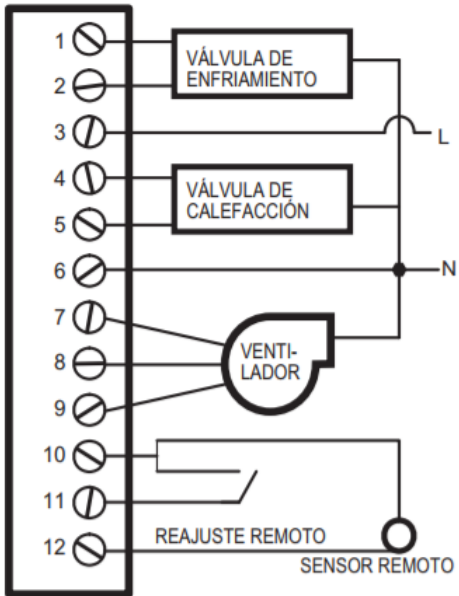 1
VÁLVULA DE
ENFRIAMIENTO
2
3
L
4
VÁLVULA DE
CALEFACCIÓN
5
6
N
7
8
VENTI-
LADOR
9
10
11
12
REAJUSTE REMOTO
SENSOR REMOTO